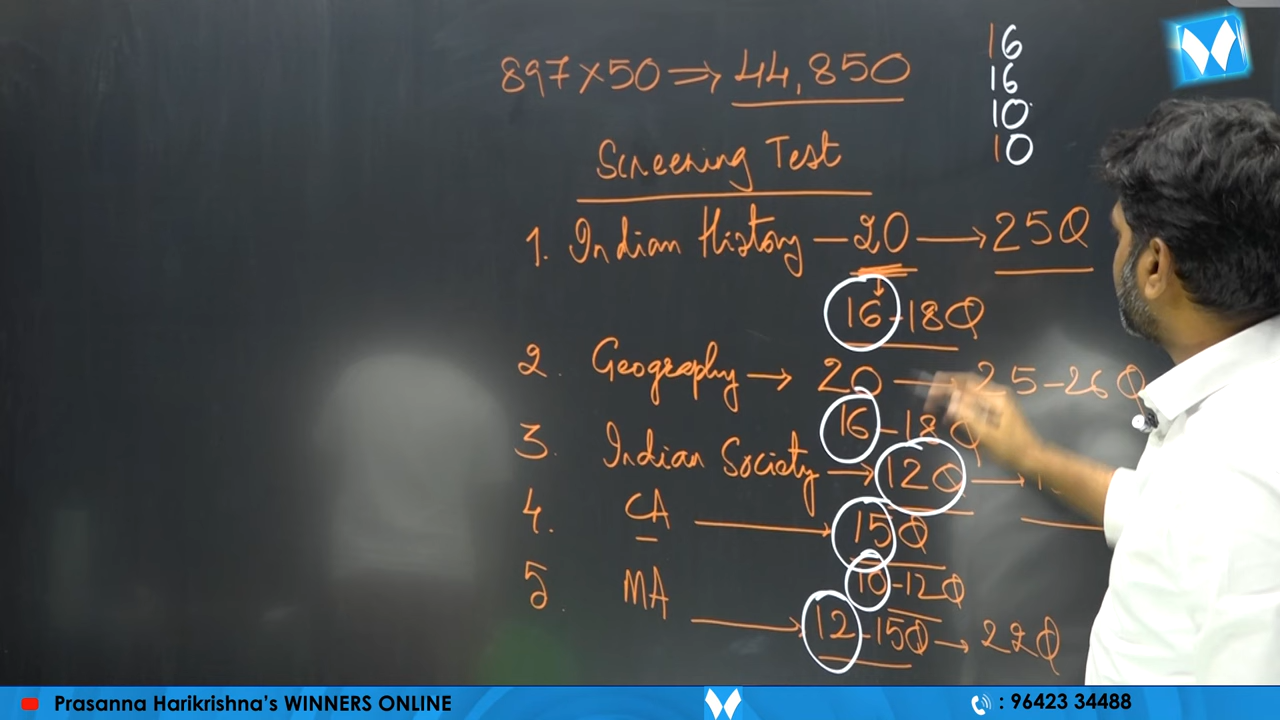 897×50 ⇒ 44,850
16
16
10
10
Screening Test
1. Indian History — 20 → 25Q
↓
16-18Q
2. Geography → 20 → 25-26Q
16-18Q
3. Indian Society → 12Q →
4. CA → 15Q
10-12Q
5. MA → 12-15Q → 22Q
Prasanna Harikrishna's WINNERS ONLINE
: 96423 34488